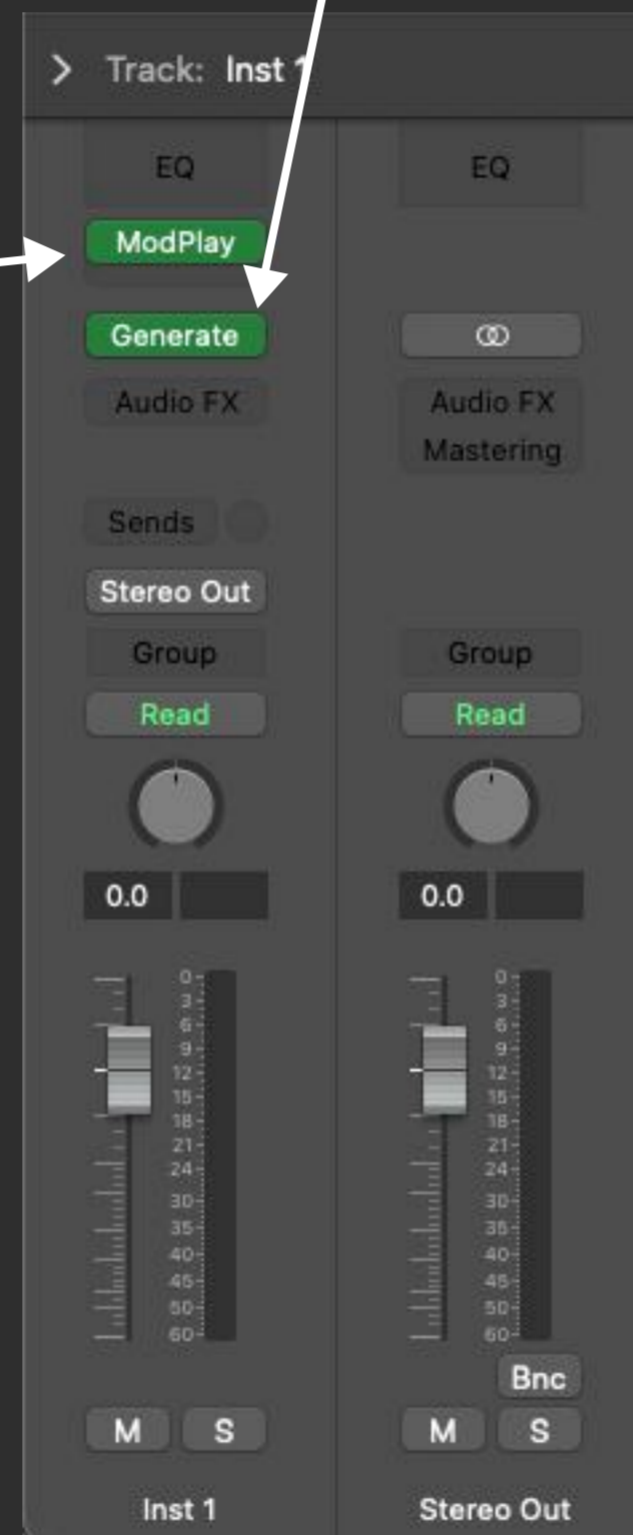 Track: Inst 1
EQ
ModPlay
Generate
Audio FX
Sends
Stereo Out
Group
Read
0.0
0
3
6
9
12
15
18
21
24
30
35
40
45
50
60
M S
Inst 1
EQ
Audio FX
Mastering
Group
Read
0.0
0
3
6
9
12
15
18
21
24
30
35
40
45
50
60
Bnc
M S
Stereo Out